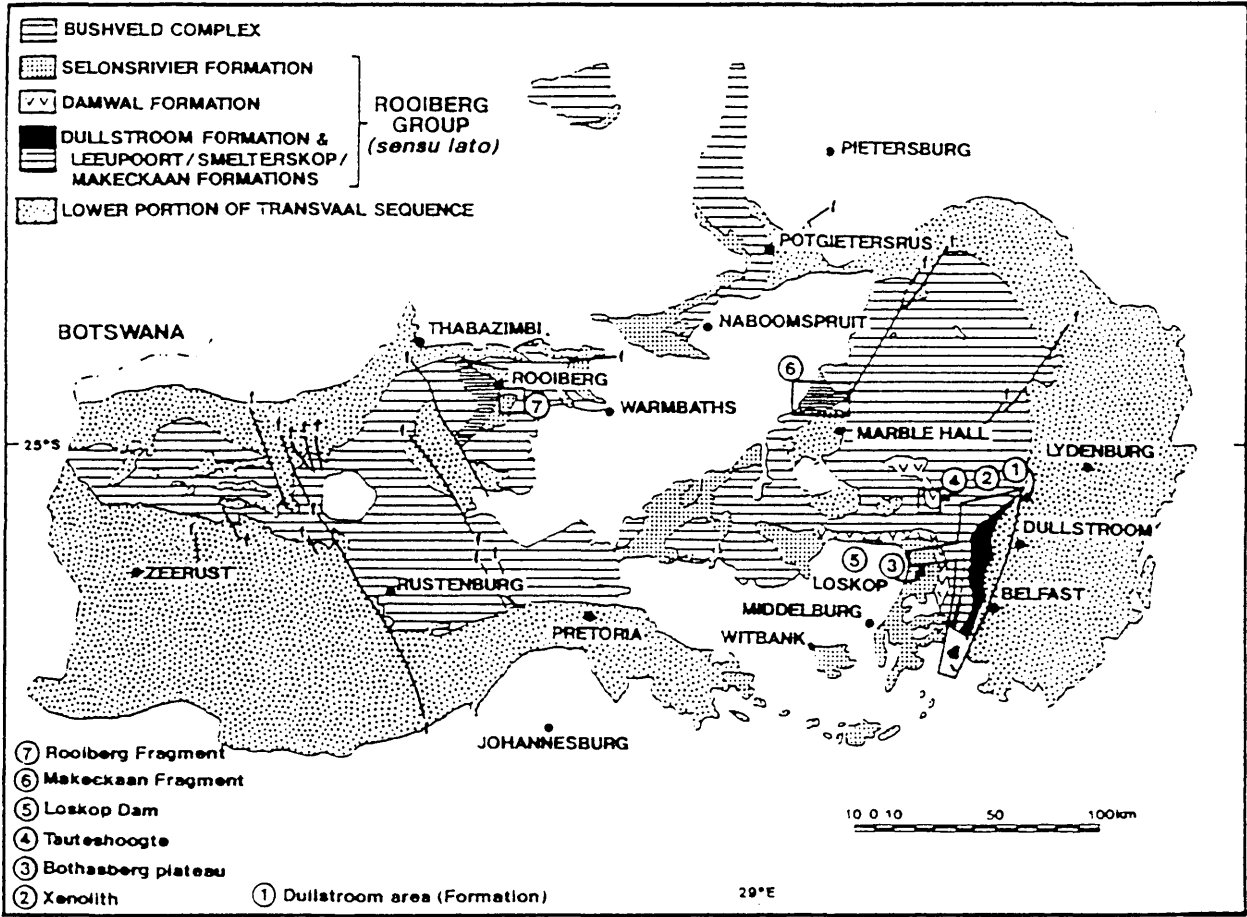 BUSHVELD COMPLEX
SELONSRIVIER FORMATION
DAMWAL FORMATION
DULLSTROOM FORMATION &
LEEUPOORT/SMELTERSKOP/
MAKECKAAN FORMATIONS
ROOIBERG
GROUP
(sensu lato)
LOWER PORTION OF TRANSVAAL SEQUENCE
PIETERSBURG
f
POTGIETERSRUS
f
f
NABOOMSPRUIT
BOTSWANA
THABAZIMBI
f
f
f
ROOIBERG
7
WARMBATHS
6
MARBLE HALL
25°S
f
f f f f
f
LYDENBURG
4 2 1
DULLSTROOM
f
f
ZEERUST
f
f
5 3
LOSKOP
RUSTENBURG
BELFAST
MIDDELBURG
PRETORIA
WITBANK
f
JOHANNESBURG
7 Rooiberg Fragment
6 Makeckaan Fragment
5 Loskop Dam
4 Tauteshoogte
3 Bothasberg plateau
2 Xenolith
1 Dullstroom area (Formation)
10 0 10 50 100km
29°E